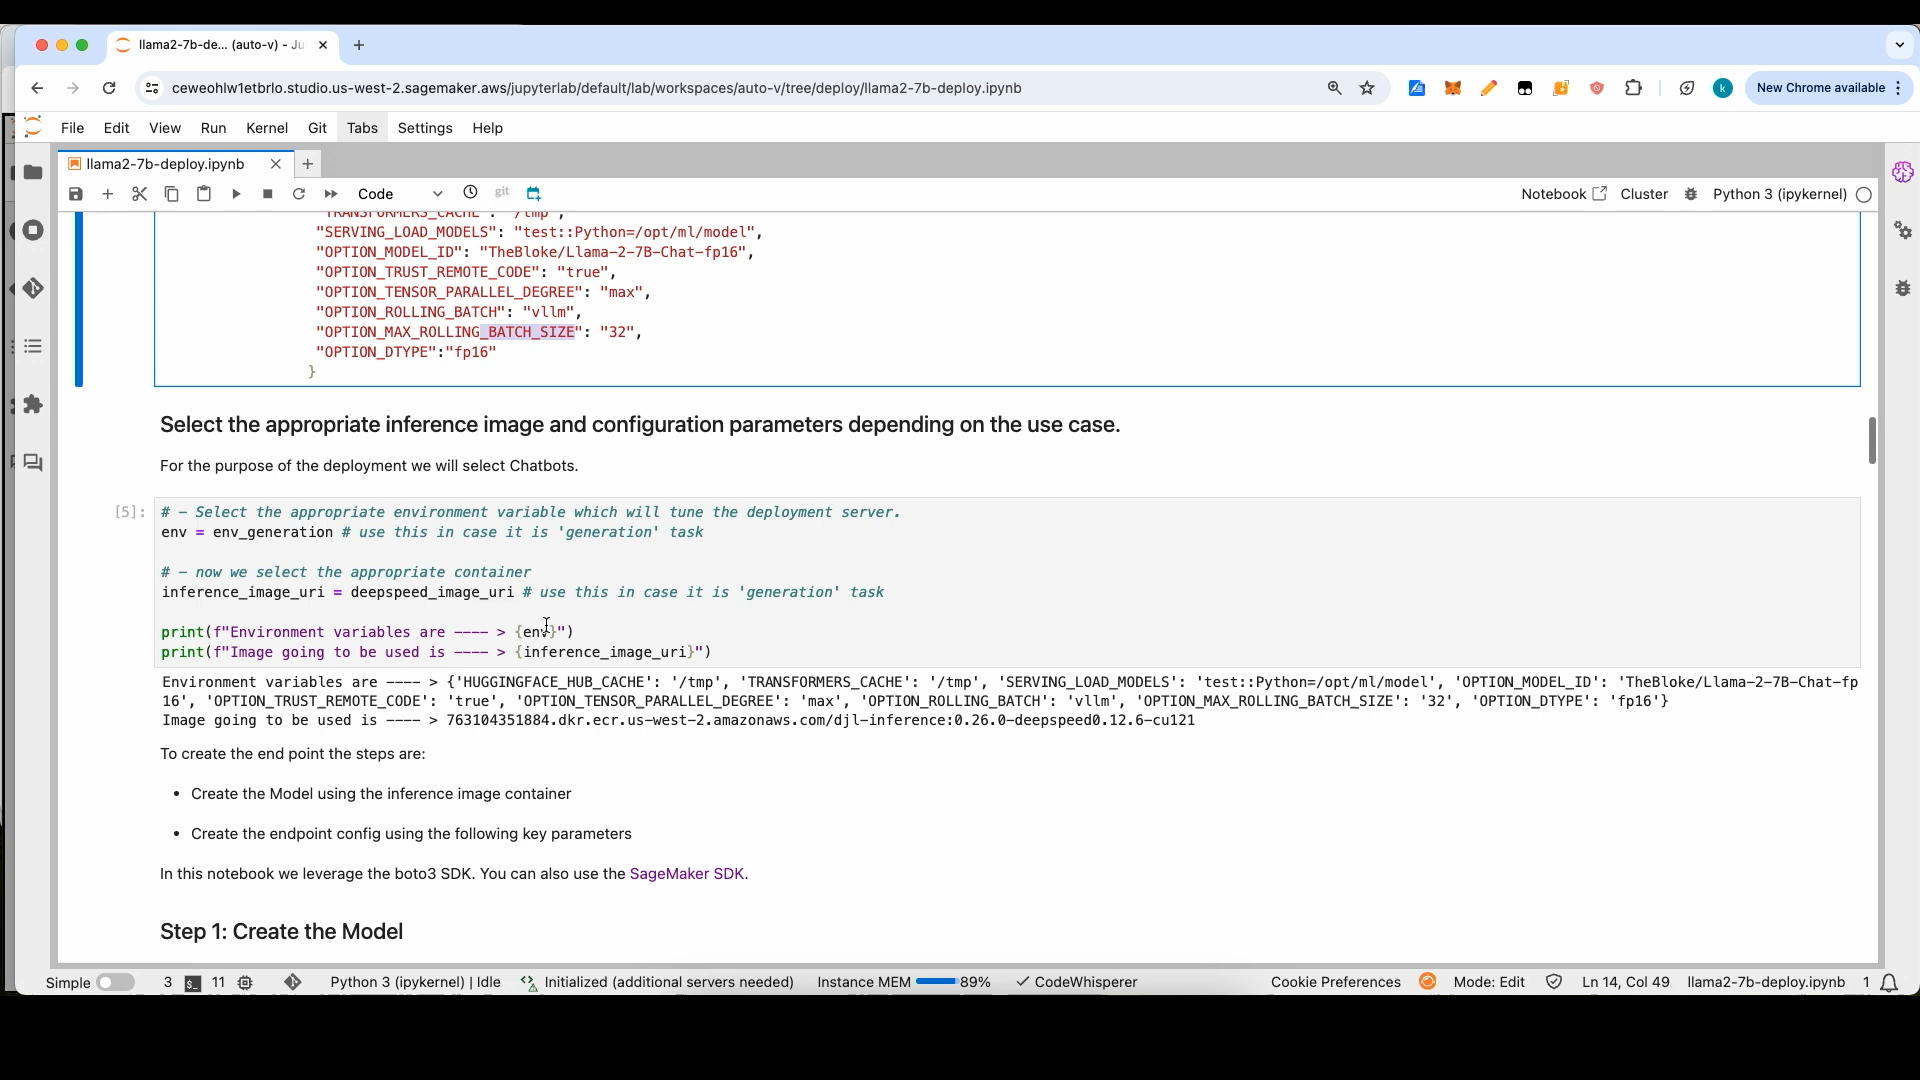 llama2-7b-de... (auto-v) - Ju
ceweohlw1etbrlo.studio.us-west-2.sagemaker.aws/jupyterlab/default/lab/workspaces/auto-v/tree/deploy/llama2-7b-deploy.ipynb
k
New Chrome available
File Edit View Run Kernel Git Tabs Settings Help
llama2-7b-deploy.ipynb
Code
git
Notebook
Cluster
Python 3 (ipykernel)
"TRANSFORMERS_CACHE": "/tmp",
"SERVING_LOAD_MODELS": "test::Python=/opt/ml/model",
"OPTION_MODEL_ID": "TheBloke/Llama-2-7B-Chat-fp16",
"OPTION_TRUST_REMOTE_CODE": "true",
"OPTION_TENSOR_PARALLEL_DEGREE": "max",
"OPTION_ROLLING_BATCH": "vllm",
"OPTION_MAX_ROLLING_BATCH_SIZE": "32",
"OPTION_DTYPE":"fp16"
}
Select the appropriate inference image and configuration parameters depending on the use case.
For the purpose of the deployment we will select Chatbots.
[5]:
# – Select the appropriate environment variable which will tune the deployment server.
env = env_generation # use this in case it is 'generation' task
# – now we select the appropriate container
inference_image_uri = deepspeed_image_uri # use this in case it is 'generation' task
print(f"Environment variables are ---- > {env}")
print(f"Image going to be used is ---- > {inference_image_uri}")
Environment variables are ---- > {'HUGGINGFACE_HUB_CACHE': '/tmp', 'TRANSFORMERS_CACHE': '/tmp', 'SERVING_LOAD_MODELS': 'test::Python=/opt/ml/model', 'OPTION_MODEL_ID': 'TheBloke/Llama-2-7B-Chat-fp
16', 'OPTION_TRUST_REMOTE_CODE': 'true', 'OPTION_TENSOR_PARALLEL_DEGREE': 'max', 'OPTION_ROLLING_BATCH': 'vllm', 'OPTION_MAX_ROLLING_BATCH_SIZE': '32', 'OPTION_DTYPE': 'fp16'}
Image going to be used is ---- > 763104351884.dkr.ecr.us-west-2.amazonaws.com/djl-inference:0.26.0-deepspeed0.12.6-cu121
To create the end point the steps are:
• Create the Model using the inference image container
• Create the endpoint config using the following key parameters
In this notebook we leverage the boto3 SDK. You can also use the SageMaker SDK.
Step 1: Create the Model
Simple 3 11 Python 3 (ipykernel) | Idle Initialized (additional servers needed) Instance MEM 89% ✓ CodeWhisperer Cookie Preferences Mode: Edit Ln 14, Col 49 llama2-7b-deploy.ipynb 1